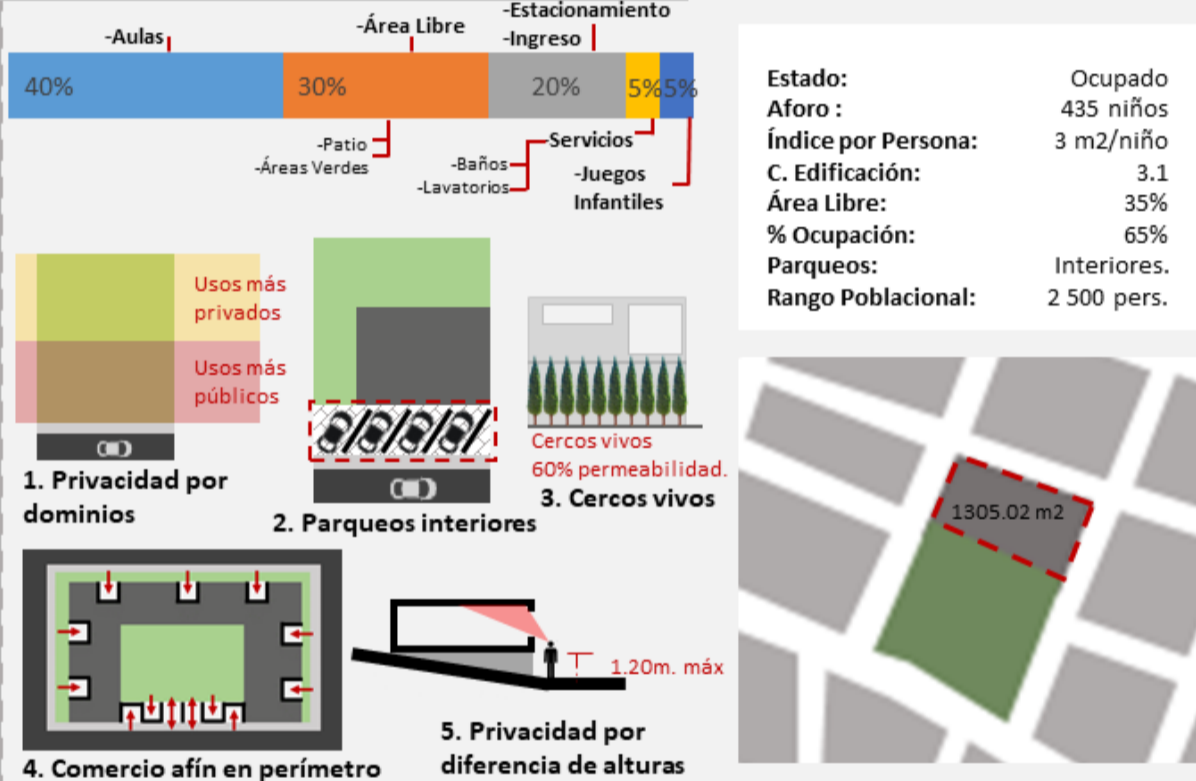 -Aulas
-Área Libre
-Estacionamiento
-Ingreso
40%
30%
20%
5%
5%
-Patio
-Áreas Verdes
-Baños
-Lavatorios
-Servicios
-Juegos
Infantiles
Estado: Ocupado
Aforo : 435 niños
Índice por Persona: 3 m2/niño
C. Edificación: 3.1
Área Libre: 35%
% Ocupación: 65%
Parqueos: Interiores.
Rango Poblacional: 2 500 pers.
Usos más
privados
Usos más
públicos
1. Privacidad por
dominios
2. Parqueos interiores
Cercos vivos
60% permeabilidad.
3. Cercos vivos
1305.02 m2
4. Comercio afín en perímetro
1.20m. máx
5. Privacidad por
diferencia de alturas